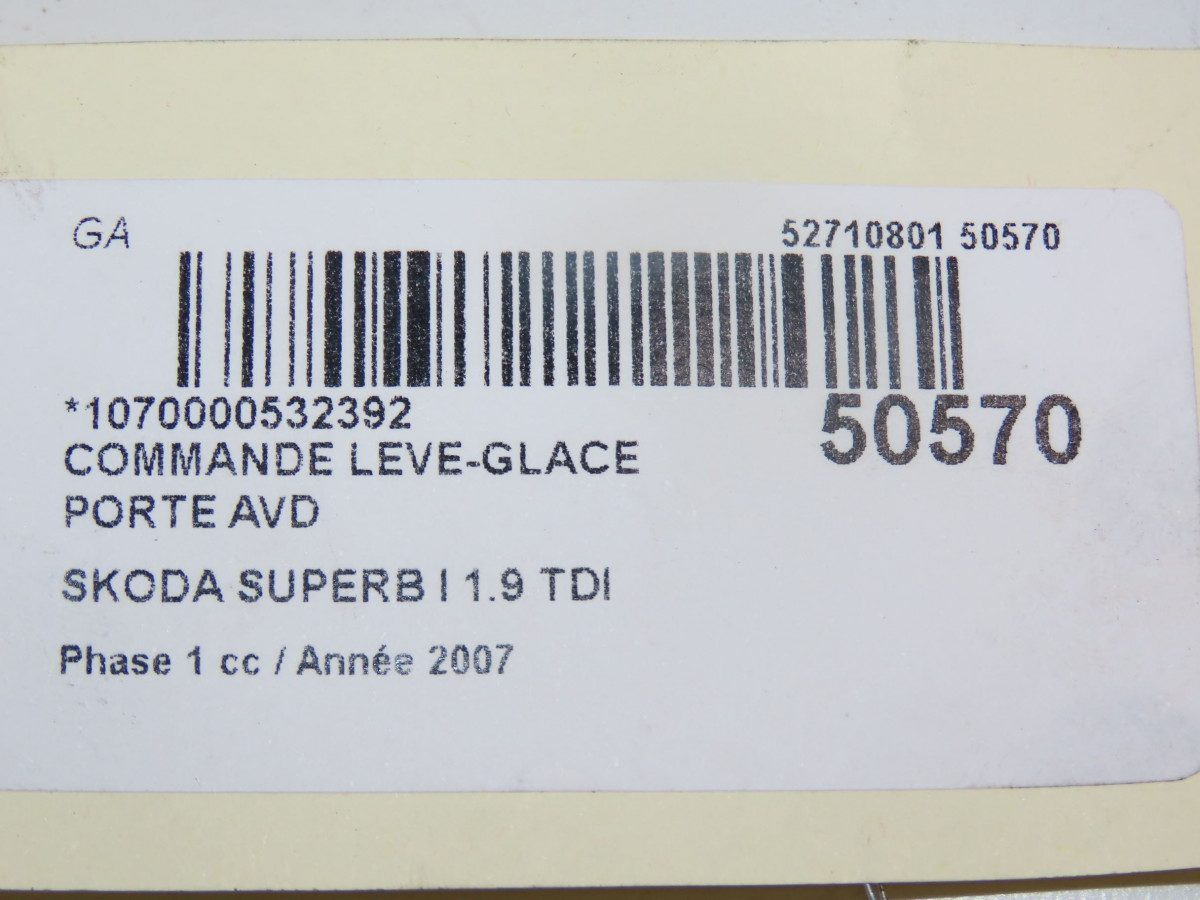 GA 52710801 50570
*1070000532392
50570
COMMANDE LEVE-GLACE
PORTE AVD
SKODA SUPERB I 1.9 TDI
Phase 1 cc / Année 2007